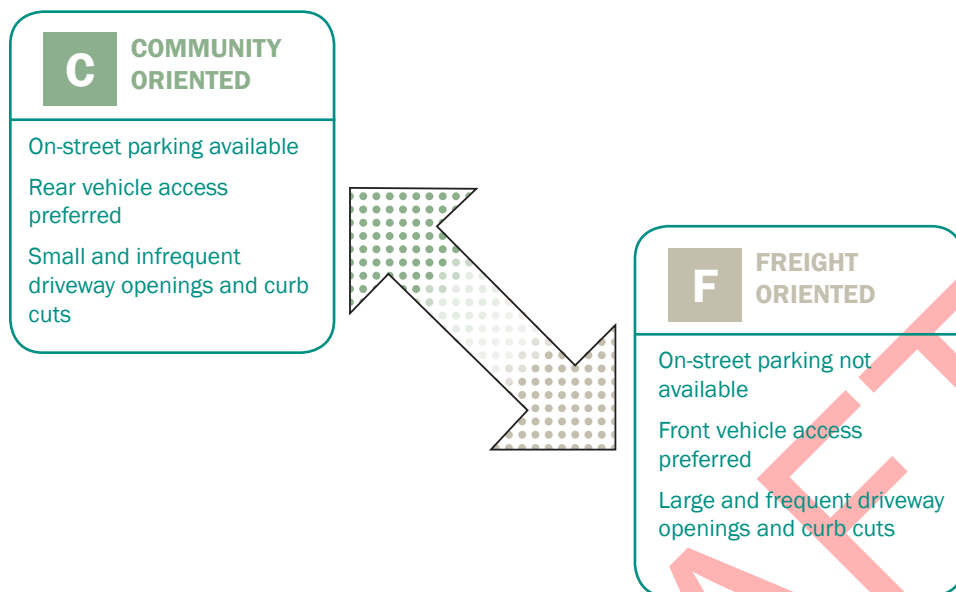 C
COMMUNITY
ORIENTED
On-street parking available
Rear vehicle access
preferred
Small and infrequent
driveway openings and curb
cuts
F
FREIGHT
ORIENTED
On-street parking not
available
Front vehicle access
preferred
Large and frequent driveway
openings and curb cuts